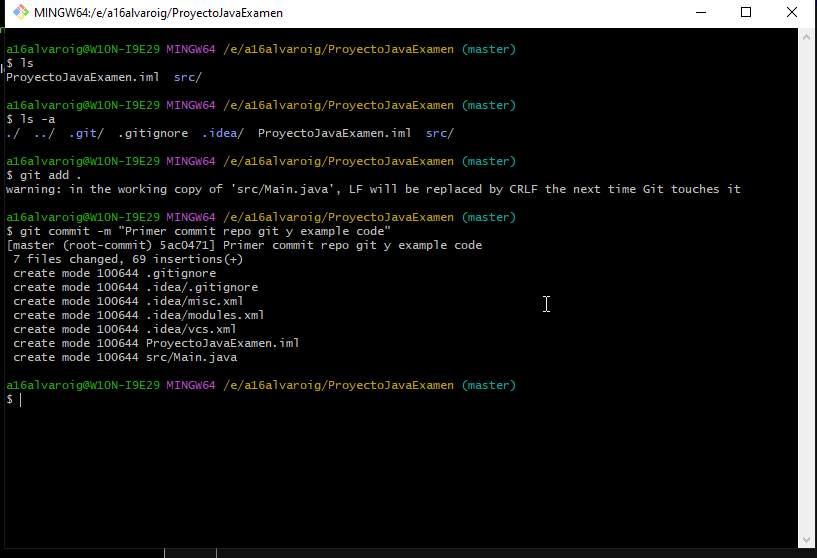 MINGW64:/e/a16alvaroig/ProyectoJavaExamen
a16alvaroig@W10N-I9E29 MINGW64 /e/a16alvaroig/ProyectoJavaExamen (master)
$ ls
ProyectoJavaExamen.iml  src/
a16alvaroig@W10N-I9E29 MINGW64 /e/a16alvaroig/ProyectoJavaExamen (master)
$ ls -a
./  ../  .git/  .gitignore  .idea/  ProyectoJavaExamen.iml  src/
a16alvaroig@W10N-I9E29 MINGW64 /e/a16alvaroig/ProyectoJavaExamen (master)
$ git add .
warning: in the working copy of 'src/Main.java', LF will be replaced by CRLF the next time Git touches it
a16alvaroig@W10N-I9E29 MINGW64 /e/a16alvaroig/ProyectoJavaExamen (master)
$ git commit -m "Primer commit repo git y example code"
[master (root-commit) 5ac0471] Primer commit repo git y example code
 7 files changed, 69 insertions(+)
 create mode 100644 .gitignore
 create mode 100644 .idea/.gitignore
 create mode 100644 .idea/misc.xml
 create mode 100644 .idea/modules.xml
 create mode 100644 .idea/vcs.xml
 create mode 100644 ProyectoJavaExamen.iml
 create mode 100644 src/Main.java
a16alvaroig@W10N-I9E29 MINGW64 /e/a16alvaroig/ProyectoJavaExamen (master)
$